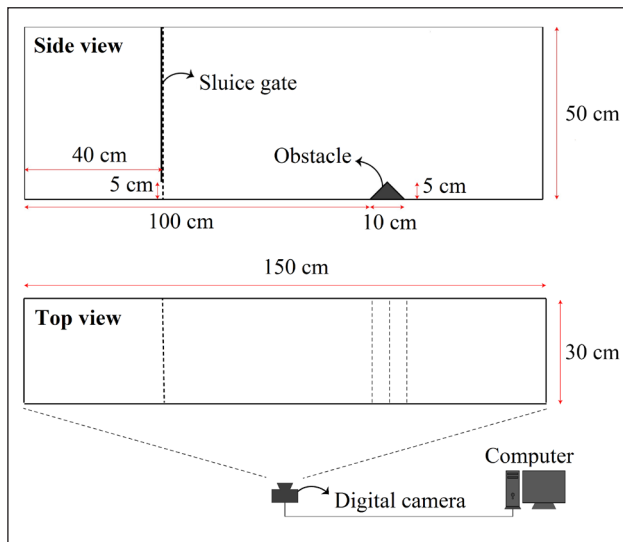 Side view
Sluice gate
50 cm
40 cm
Obstacle
5 cm
5 cm
100 cm
10 cm
150 cm
Top view
30 cm
Computer
Digital camera